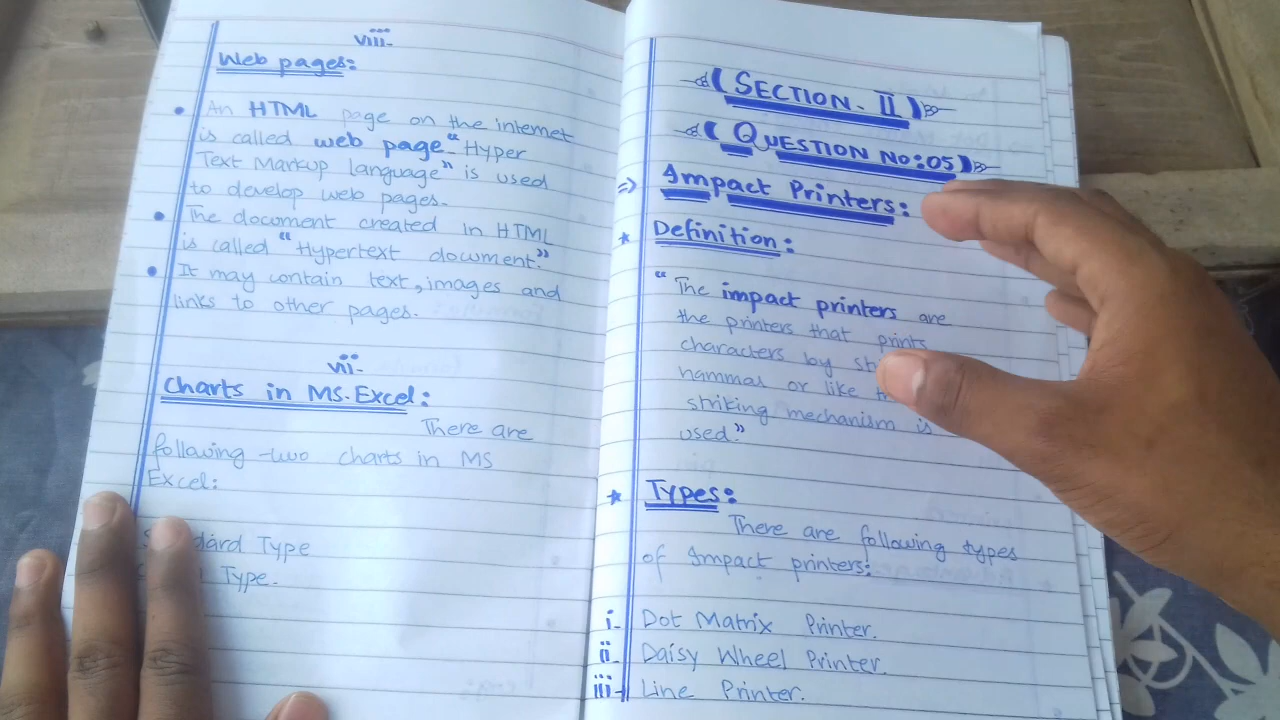 viii-
Web pages:
• An HTML page on the internet
is called web page. "Hyper
Text Markup language" is used
to develop web pages.
• The document created in HTML
is called "Hypertext document."
• It may contain text, images and
links to other pages.
vii-
Charts in MS. Excel:
There are
following two charts in MS
Excel:
Type
Type.
( SECTION - II )
( QUESTION NO:05 )
=> Impact Printers:
* Definition:
"The impact printers are
the printers that prints
characters by
hammar or like
striking mechanism is
used."
* Types:
There are following types
of Impact printers:
i- Dot Matrix Printer.
ii- Daisy Wheel Printer.
iii- Line Printer.